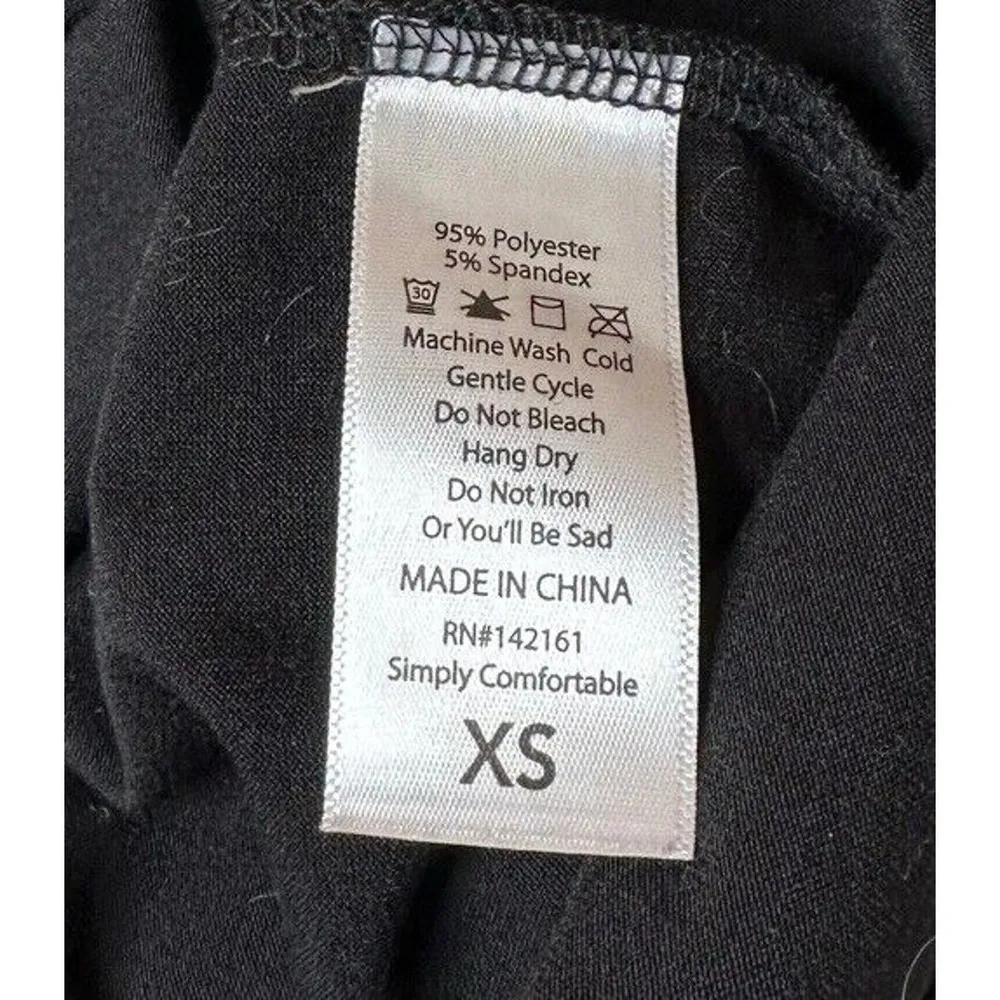 95% Polyester
5% Spandex
30
Machine Wash Cold
Gentle Cycle
Do Not Bleach
Hang Dry
Do Not Iron
Or You'll Be Sad
MADE IN CHINA
RN#142161
Simply Comfortable
XS